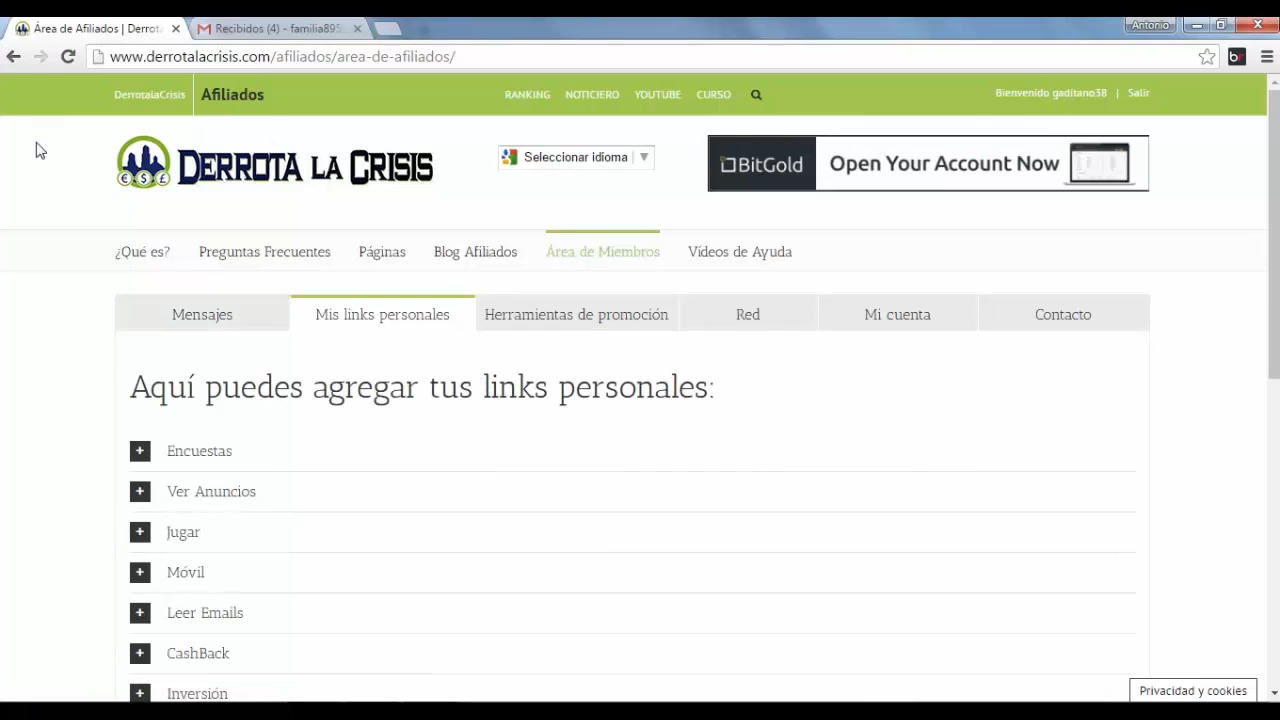 Área de Afiliados | Derrota
Recibidos (4) - familia895
Antonio
www.derrotalacrisis.com/afiliados/area-de-afiliados/
DerrotalaCrisis
Afiliados
RANKING NOTICIERO YOUTUBE CURSO
Bienvenido gaditano38 | Salir
DERROTA LA CRISIS
Seleccionar idioma
BitGold
Open Your Account Now
¿Qué es? Preguntas Frecuentes Páginas Blog Afiliados Área de Miembros Vídeos de Ayuda
Mensajes Mis links personales Herramientas de promoción Red Mi cuenta Contacto
Aquí puedes agregar tus links personales:
Encuestas
Ver Anuncios
Jugar
Móvil
Leer Emails
CashBack
Inversión
Privacidad y cookies